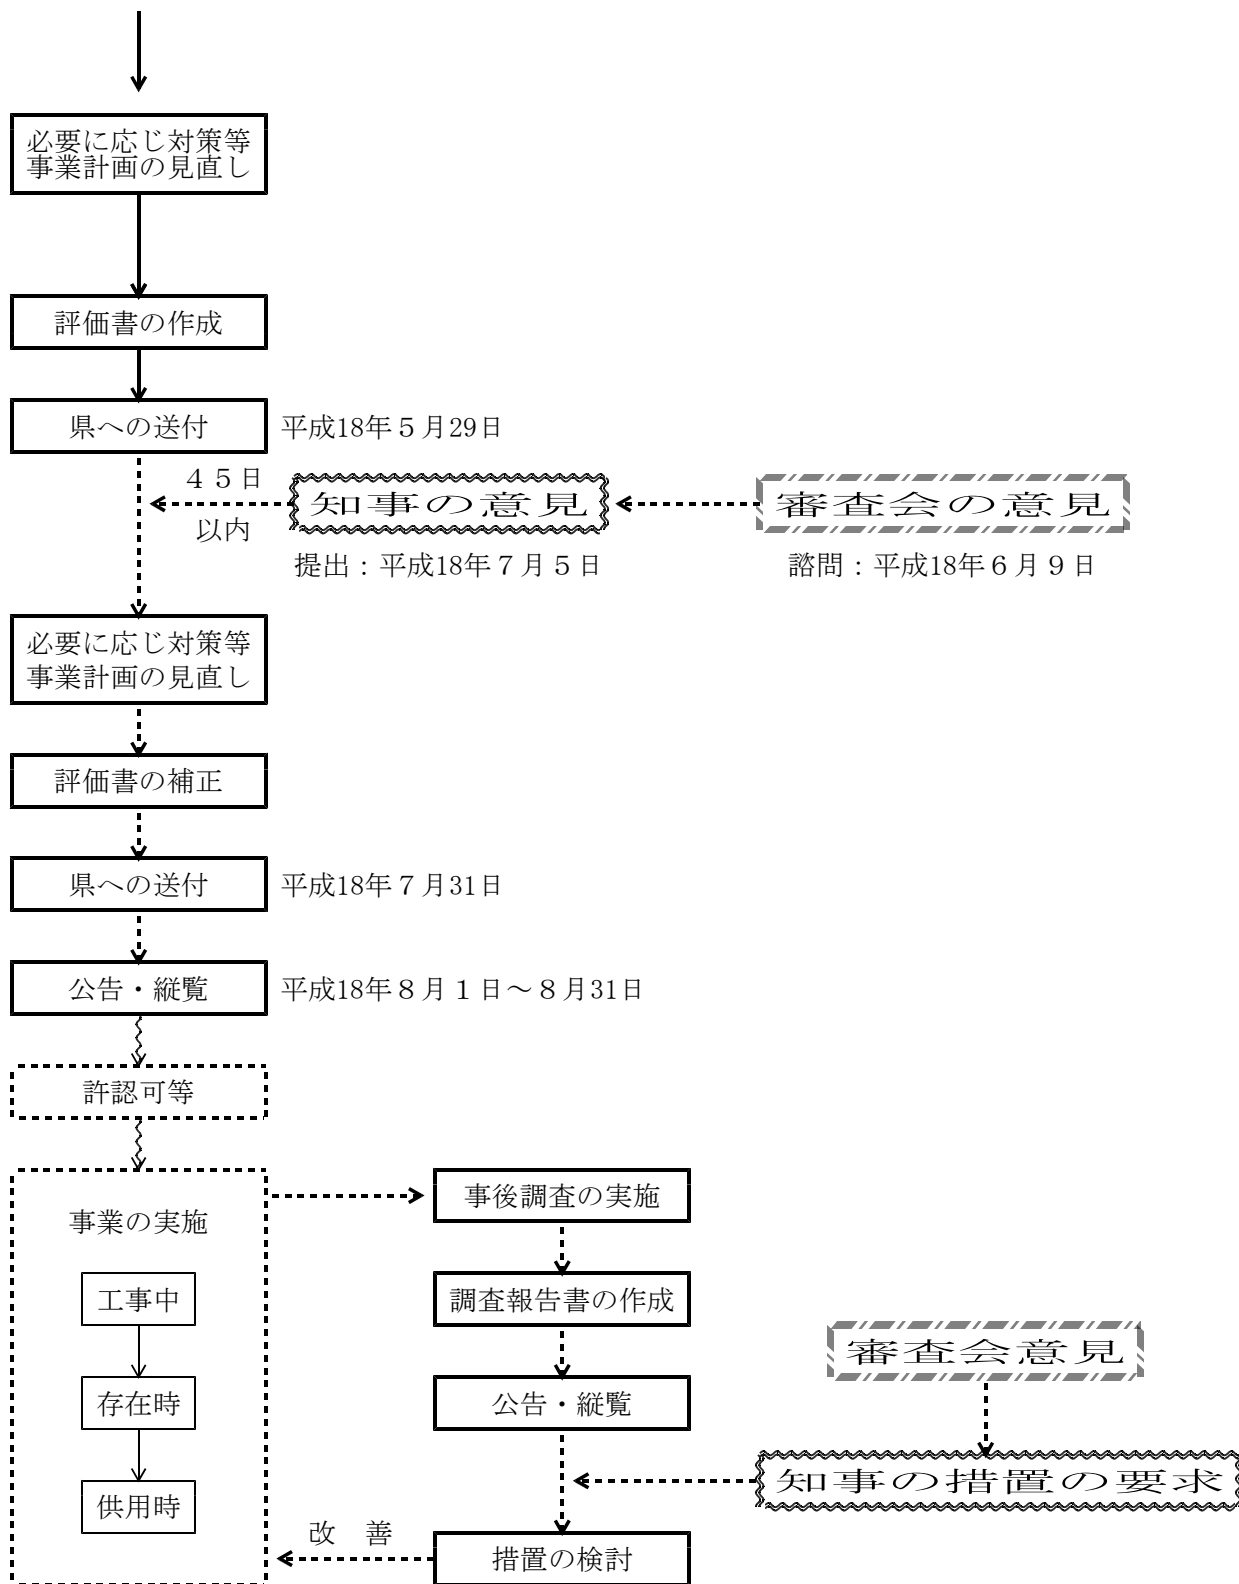 必要に応じ対策等
事業計画の見直し
評価書の作成
県への送付 平成18年５月29日
４５日
以内
知事の意見
審査会の意見
提出：平成18年７月５日
諮問：平成18年６月９日
必要に応じ対策等
事業計画の見直し
評価書の補正
県への送付 平成18年７月31日
公告・縦覧 平成18年８月１日～８月31日
許認可等
事業の実施
工事中
存在時
供用時
事後調査の実施
調査報告書の作成
公告・縦覧
審査会意見
知事の措置の要求
改　善
措置の検討